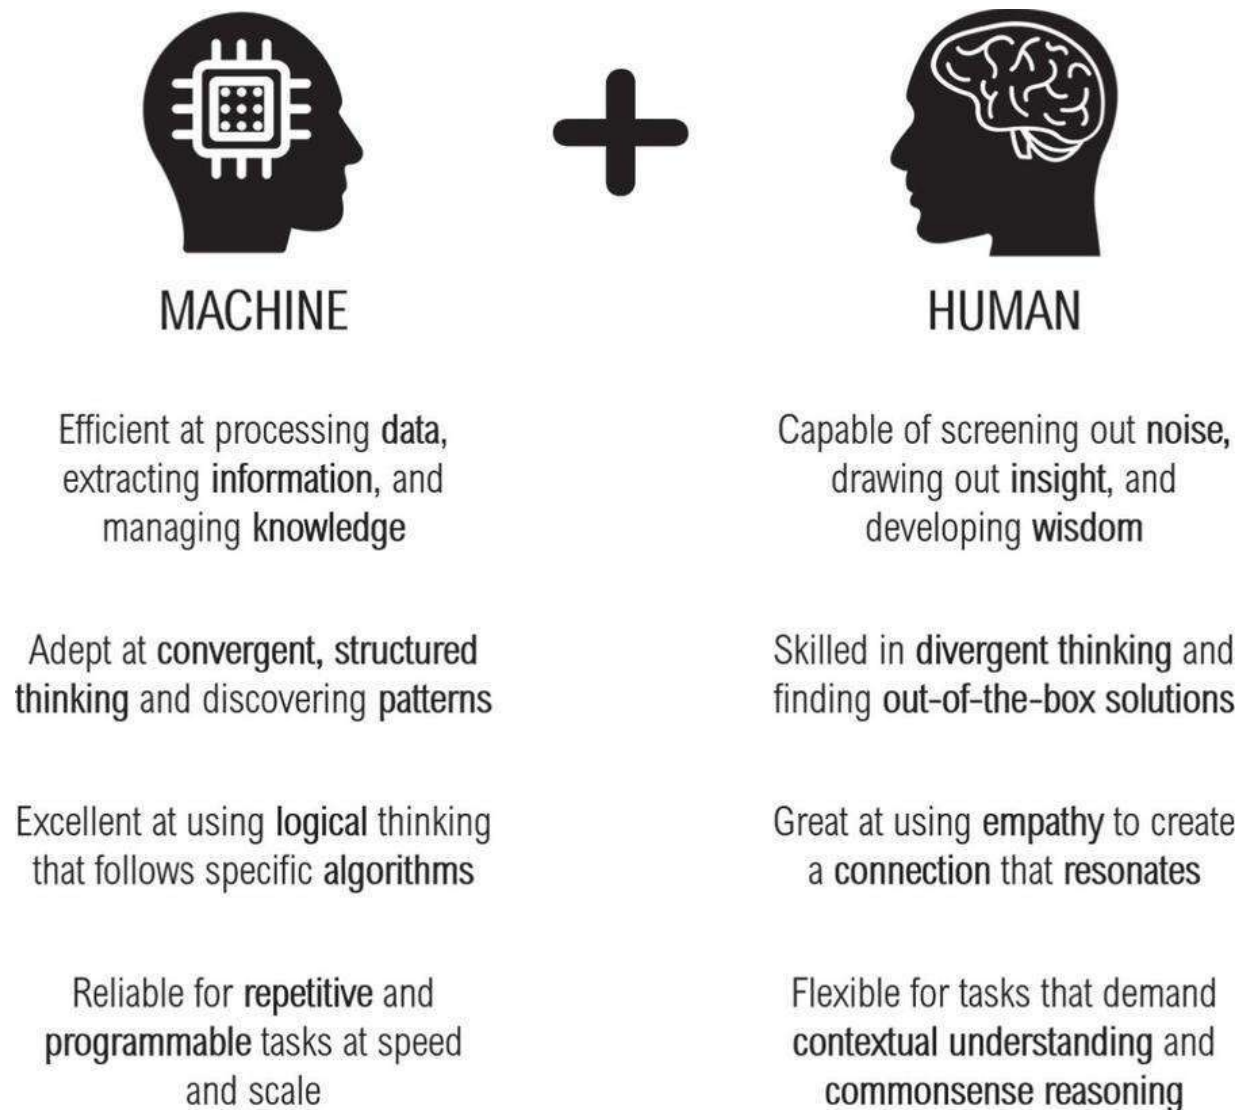 MACHINE
Efficient at processing data,
extracting information, and
managing knowledge
Adept at convergent, structured
thinking and discovering patterns
Excellent at using logical thinking
that follows specific algorithms
Reliable for repetitive and
programmable tasks at speed
and scale
HUMAN
Capable of screening out noise,
drawing out insight, and
developing wisdom
Skilled in divergent thinking and
finding out-of-the-box solutions
Great at using empathy to create
a connection that resonates
Flexible for tasks that demand
contextual understanding and
commonsense reasoning